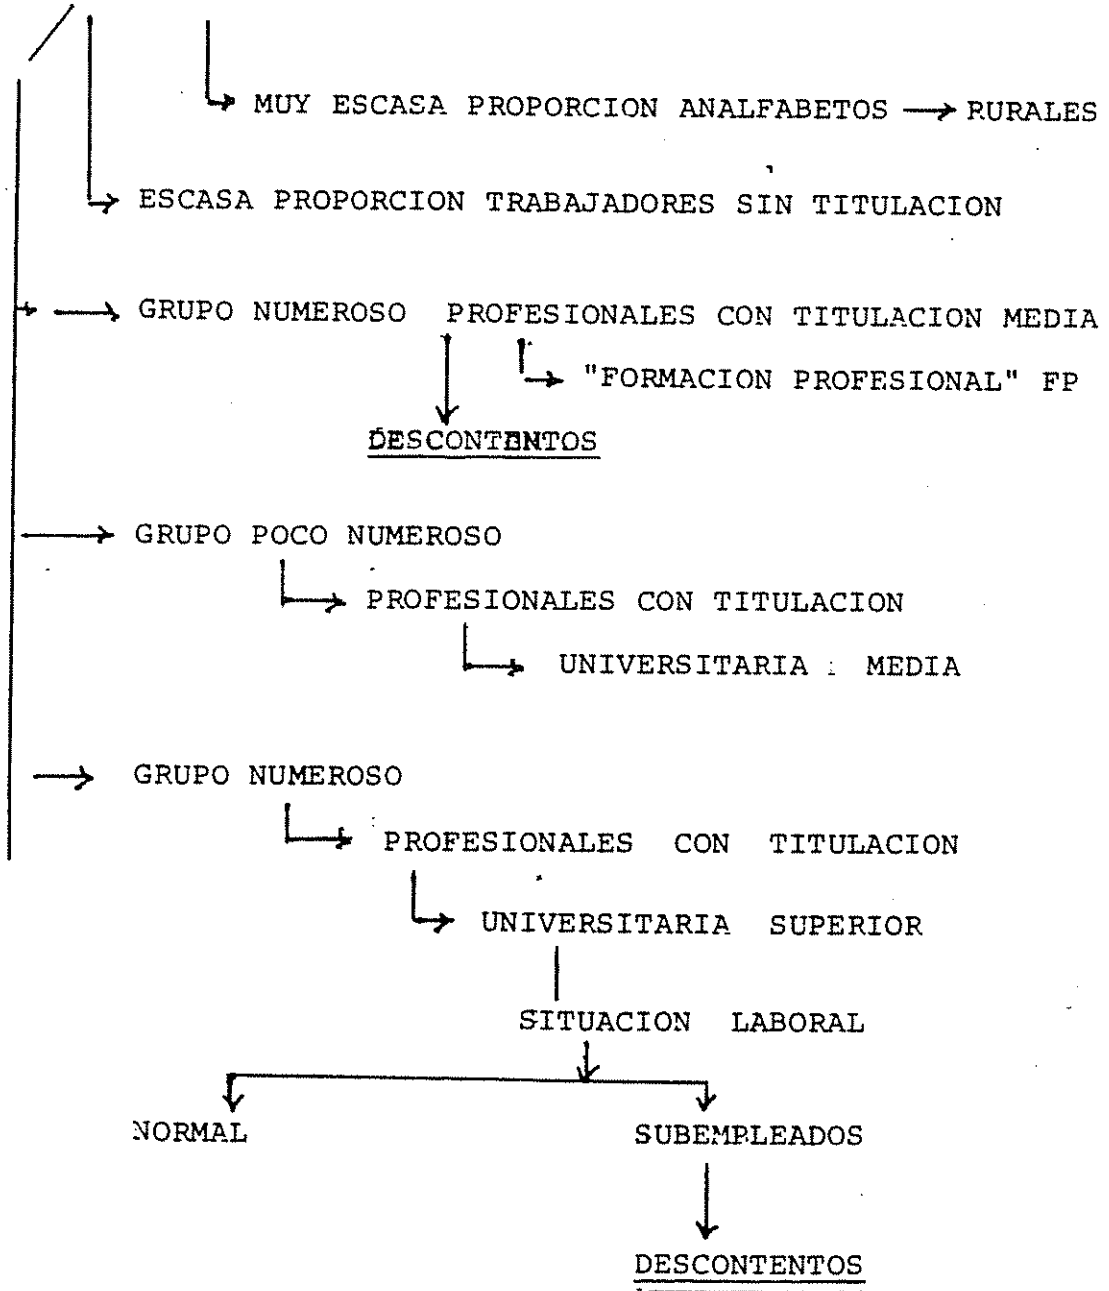 MUY ESCASA PROPORCION ANALFABETOS → RURALES
ESCASA PROPORCION TRABAJADORES SIN TITULACION
GRUPO NUMEROSO PROFESIONALES CON TITULACION MEDIA
"FORMACION PROFESIONAL" FP
DESCONTENTOS
GRUPO POCO NUMEROSO
PROFESIONALES CON TITULACION
UNIVERSITARIA : MEDIA
GRUPO NUMEROSO
PROFESIONALES CON TITULACION
UNIVERSITARIA SUPERIOR
SITUACION LABORAL
NORMAL SUBEMPLEADOS
DESCONTENTOS